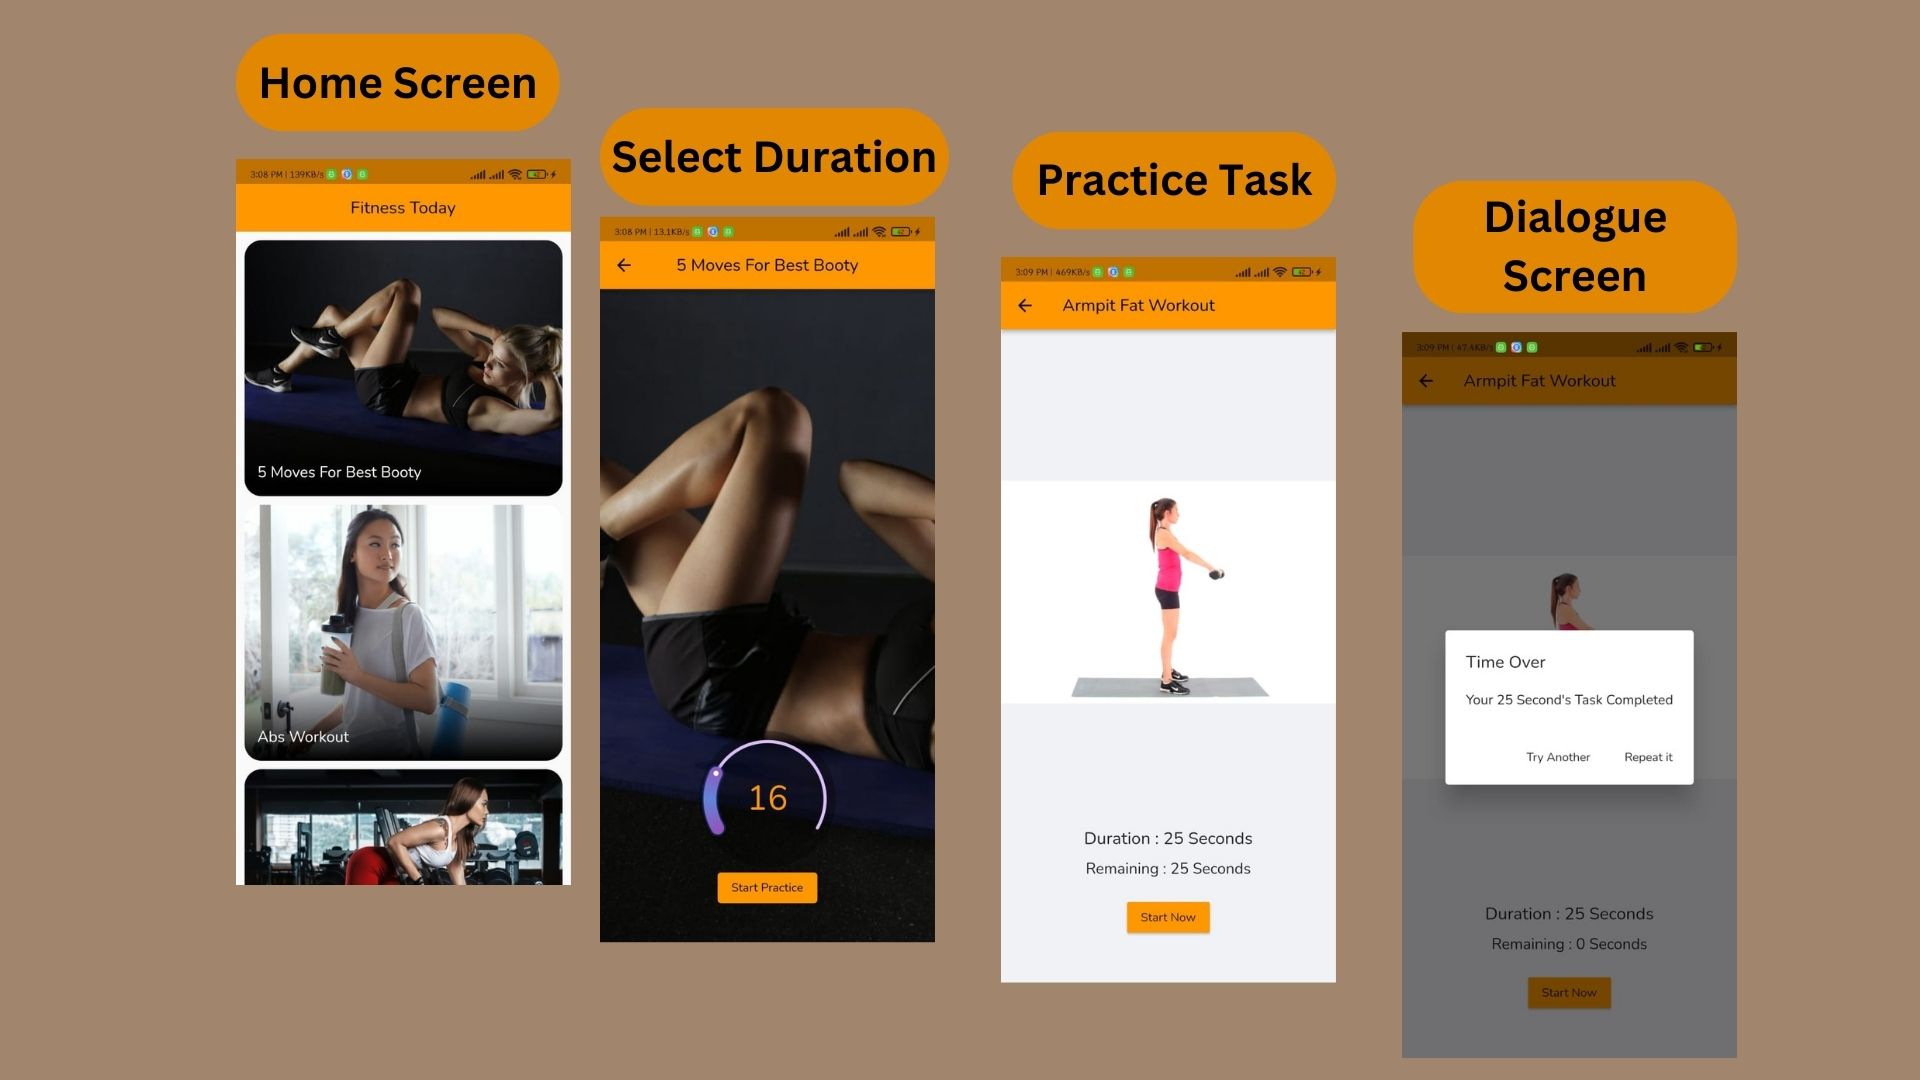 Home Screen
3:08 PM | 139KB/s
62
Fitness Today
5 Moves For Best Booty
Abs Workout
Select Duration
3:08 PM | 13.1KB/s
62
5 Moves For Best Booty
16
Start Practice
Practice Task
3:09 PM | 469KB/s
62
Armpit Fat Workout
Duration : 25 Seconds
Remaining : 25 Seconds
Start Now
Dialogue
Screen
3:09 PM | 47.4KB/s
Armpit Fat Workout
Time Over
Your 25 Second's Task Completed
Try Another Repeat it
Duration : 25 Seconds
Remaining : 0 Seconds
Start Now